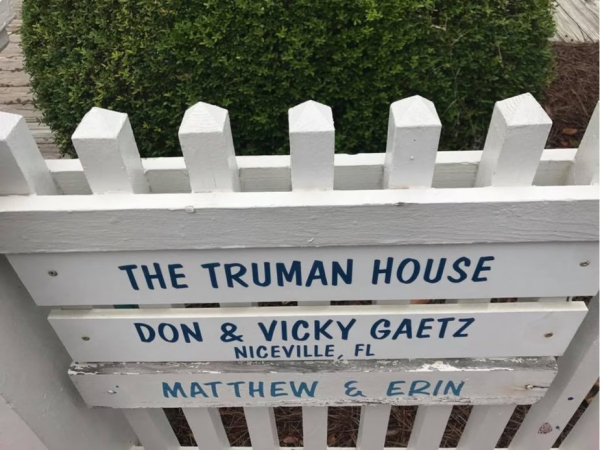 THE TRUMAN HOUSE
DON & VICKY GAETZ
NICEVILLE, FL
MATTHEW & ERIN